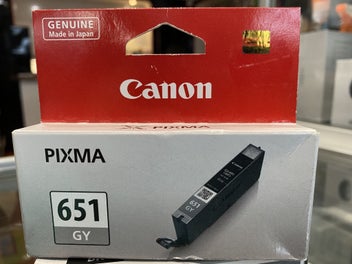 GENUINE
Made in Japan
Canon
PIXMA
PIXMA
651
GY